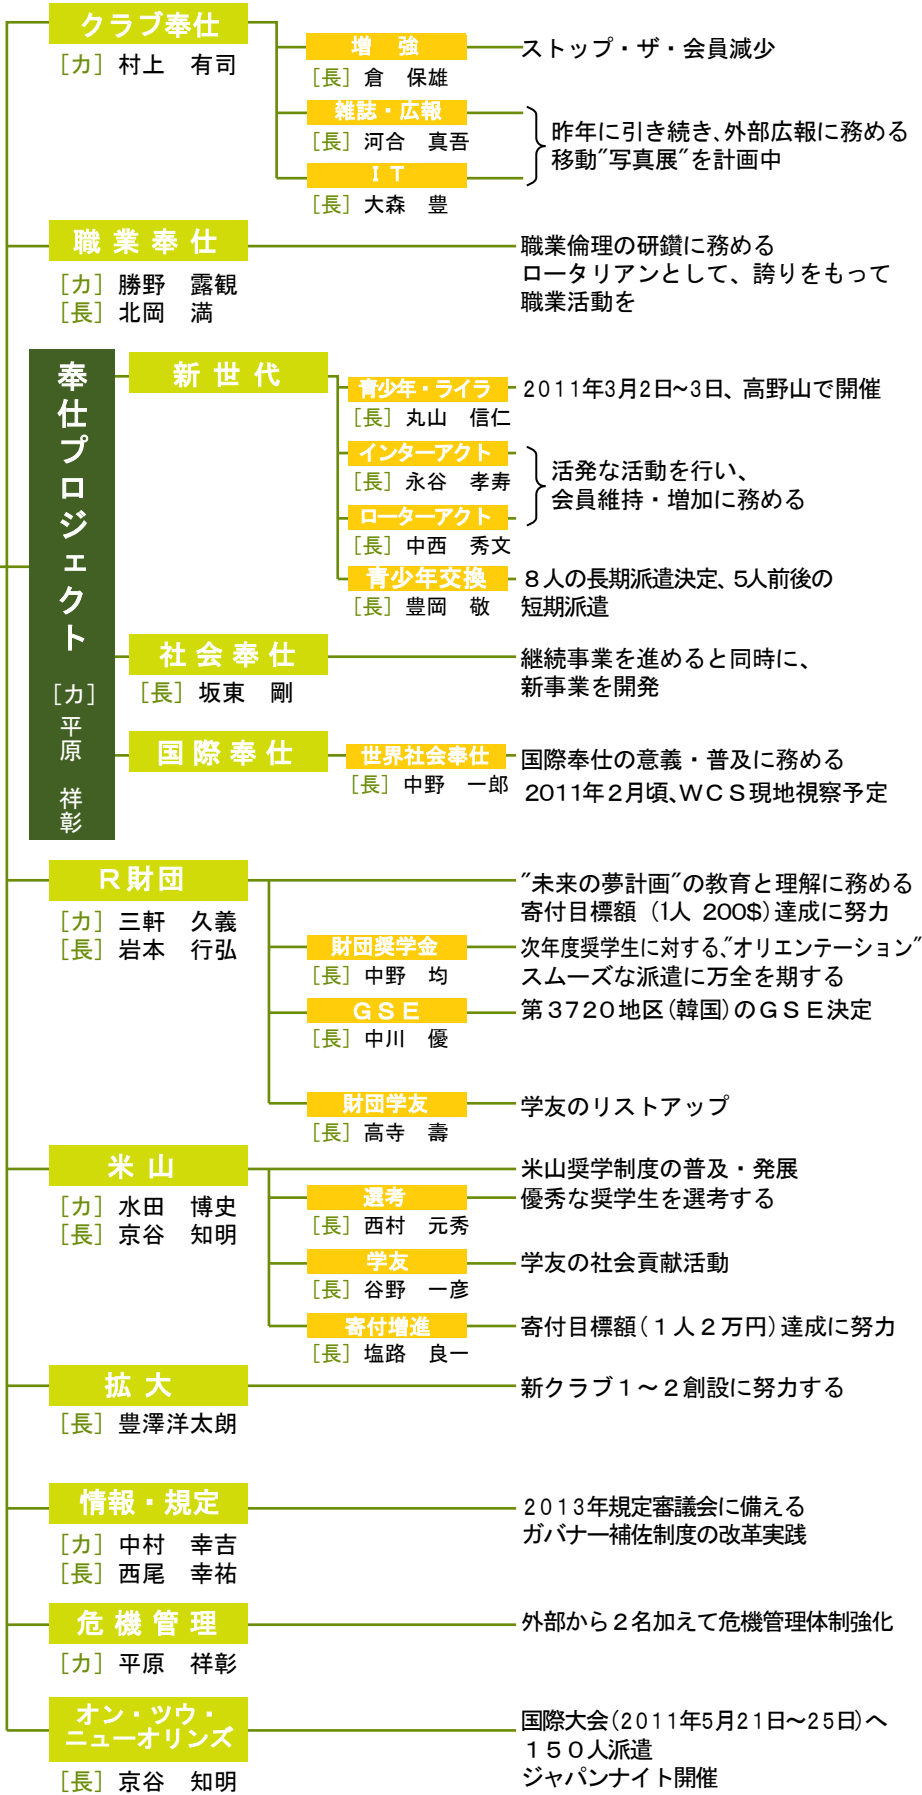 クラブ奉仕
［カ］村上　有司
増　強
ストップ・ザ・会員減少
［長］倉　保雄
雑誌・広報
［長］河合　真吾
昨年に引き続き、外部広報に務める
移動″写真展″を計画中
ＩＴ
［長］大森　豊
職業奉仕
［カ］勝野　露観
［長］北岡　満
職業倫理の研鑽に務める
ロータリアンとして、誇りをもって
職業活動を
奉仕プロジェクト
［カ］平原　祥彰
新世代
青少年・ライラ
2011年3月2日~3日、高野山で開催
［長］丸山　信仁
インターアクト
［長］永谷　孝寿
活発な活動を行い、
会員維持・増加に務める
ローターアクト
［長］中西　秀文
青少年交換
８人の長期派遣決定、5人前後の
短期派遣
［長］豊岡　敬
社会奉仕
［長］坂東　剛
継続事業を進めると同時に、
新事業を開発
国際奉仕
世界社会奉仕
［長］中野　一郎
国際奉仕の意義・普及に務める
2011年２月頃、ＷＣＳ現地視察予定
Ｒ財団
［カ］三軒　久義
［長］岩本　行弘
″未来の夢計画″の教育と理解に務める
寄付目標額（1人 200$）達成に努力
財団奨学金
［長］中野　均
次年度奨学生に対する、″オリエンテーション″
スムーズな派遣に万全を期する
ＧＳＥ
第3720地区（韓国）のＧＳＥ決定
［長］中川　優
財団学友
学友のリストアップ
［長］高寺　壽
米山
［カ］水田　博史
［長］京谷　知明
米山奨学制度の普及・発展
選考
優秀な奨学生を選考する
［長］西村　元秀
学友
学友の社会貢献活動
［長］谷野　一彦
寄付増進
寄付目標額（１人２万円）達成に努力
［長］塩路　良一
拡大
新クラブ１～２創設に努力する
［長］豊澤洋太朗
情報・規定
［カ］中村　幸吉
［長］西尾　幸祐
2013年規定審議会に備える
ガバナー補佐制度の改革実践
危機管理
外部から２名加えて危機管理体制強化
［カ］平原　祥彰
オン・ツウ・
ニューオリンズ
［長］京谷　知明
国際大会（2011年5月21日～25日）へ
１５０人派遣
ジャパンナイト開催